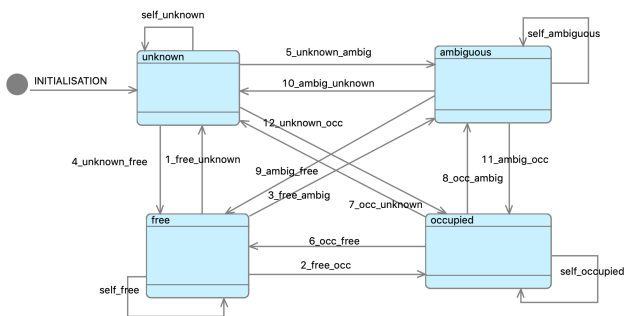 self_unknown
self_ambiguous
unknown
5_unknown_ambig
ambiguous
INITIALISATION
10_ambig_unknown
12_unknown_occ
4_unknown_free
1_free_unknown
9_ambig_free
11_ambig_occ
8_occ_ambig
3_free_ambig
7_occ_unknown
free
occupied
6_occ_free
2_free_occ
self_occupied
self_free